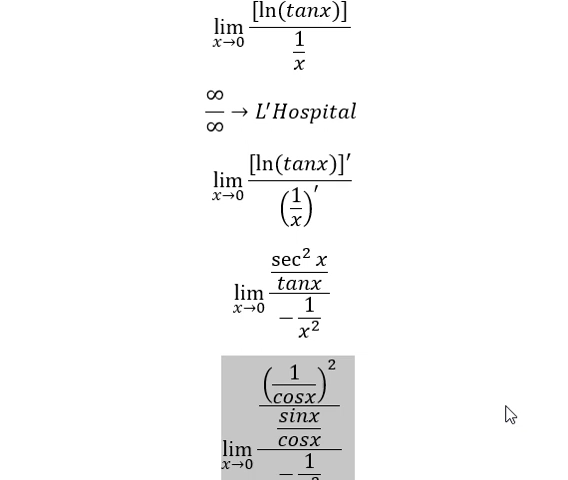 lim x→0 [ln(tanx)] / (1/x)
∞/∞ → L'Hospital
lim x→0 [ln(tanx)]′ / (1/x)′
lim x→0 (sec² x / tanx) / (−1/x²)
lim x→0 ((1/cosx)² / (sinx/cosx)) / (−1/